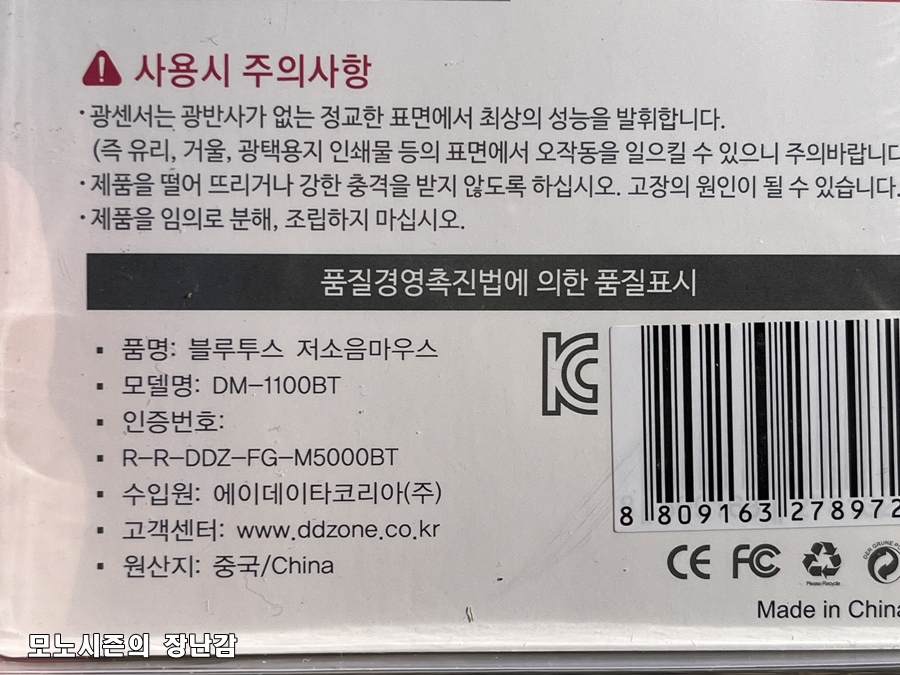 사용시 주의사항
· 광센서는 광반사가 없는 정교한 표면에서 최상의 성능을 발휘합니다.
(즉 유리, 거울, 광택용지 인쇄물 등의 표면에서 오작동을 일으킬 수 있으니 주의바랍니다
· 제품을 떨어 뜨리거나 강한 충격을 받지 않도록 하십시오. 고장의 원인이 될 수 있습니다.
· 제품을 임의로 분해, 조립하지 마십시오.
품질경영촉진법에 의한 품질표시
▪ 품명: 블루투스 저소음마우스
▪ 모델명: DM-1100BT
▪ 인증번호:
▪ R-R-DDZ-FG-M5000BT
▪ 수입원: 에이데이타코리아(주)
▪ 고객센터: www.ddzone.co.kr
▪ 원산지: 중국/China
8 809163 278972
CE FC
Please Recycle
DER GRÜNE
Made in China
모노시즌의 장난감